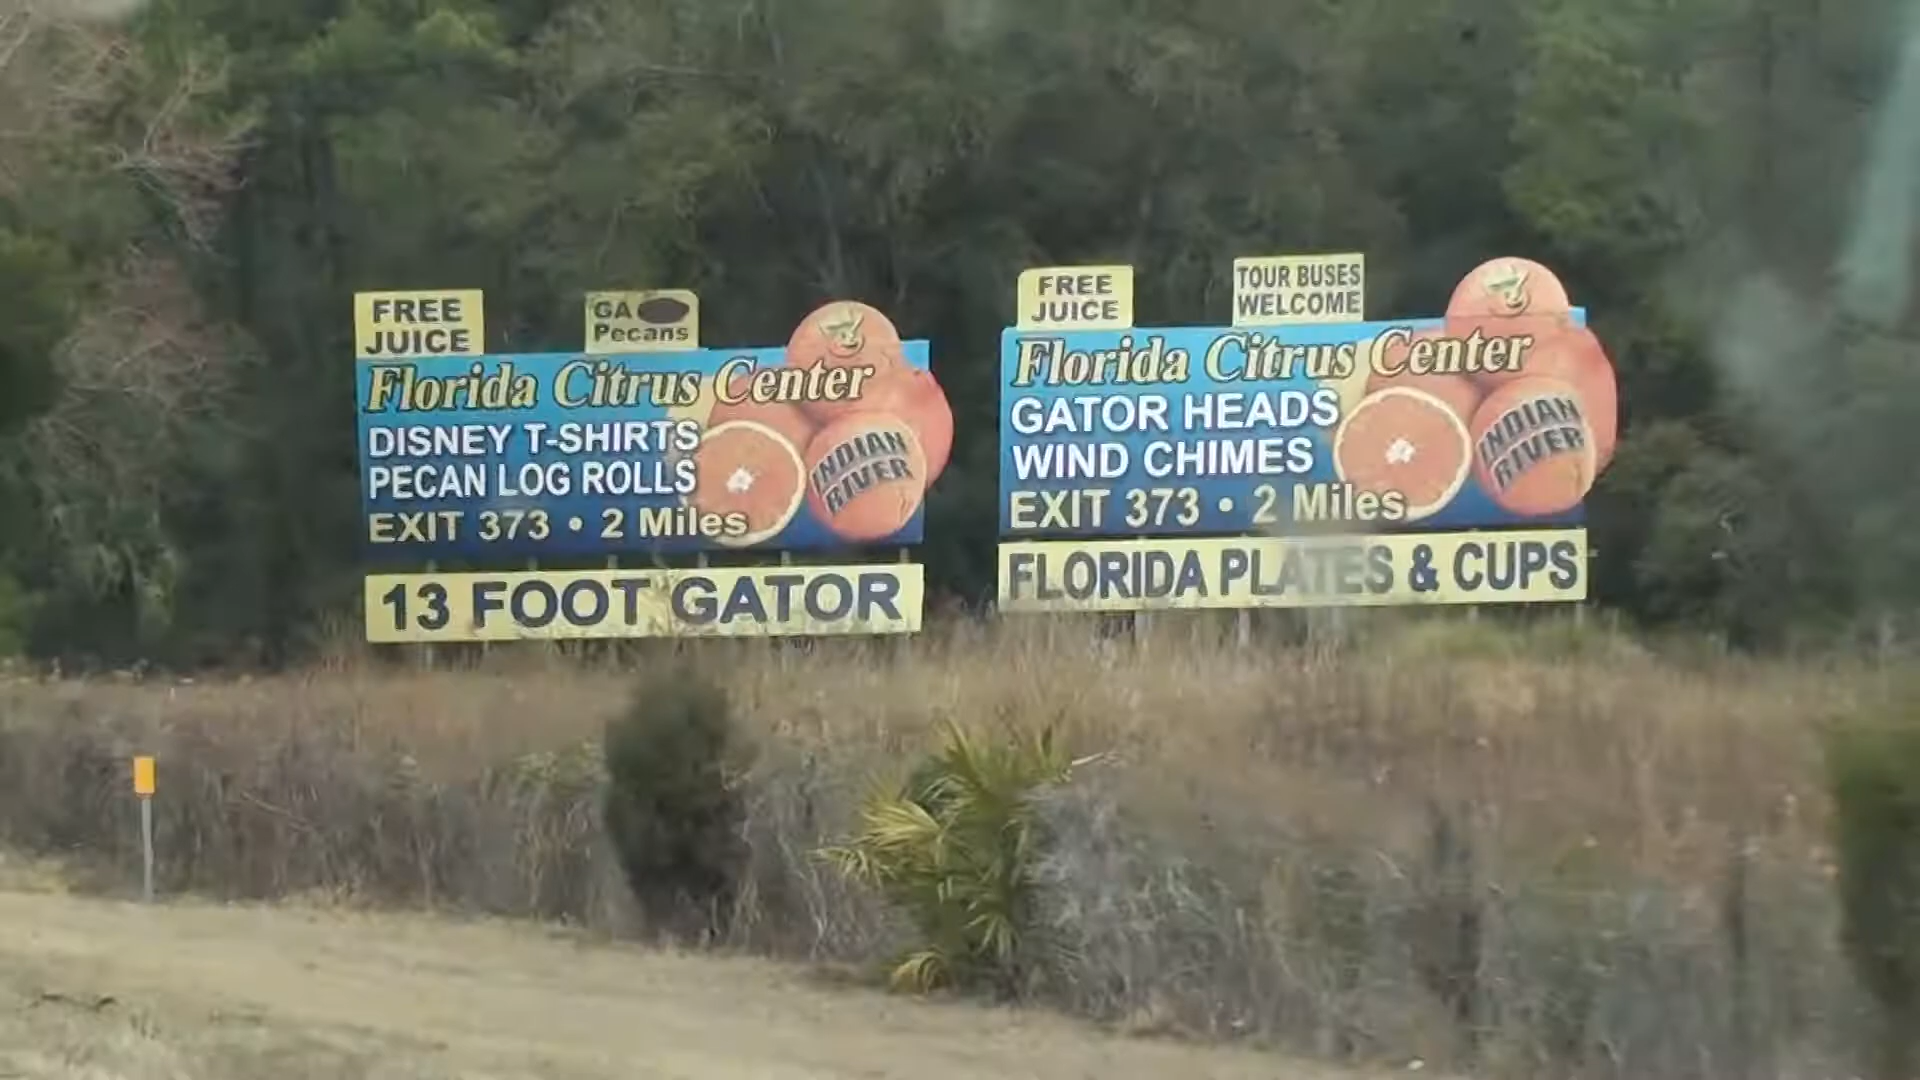 FREE
JUICE
GA
Pecans
Florida Citrus Center
DISNEY T-SHIRTS
PECAN LOG ROLLS
EXIT 373 • 2 Miles
INDIAN
RIVER
13 FOOT GATOR
FREE
JUICE
TOUR BUSES
WELCOME
Florida Citrus Center
GATOR HEADS
WIND CHIMES
EXIT 373 • 2 Miles
INDIAN
RIVER
FLORIDA PLATES & CUPS